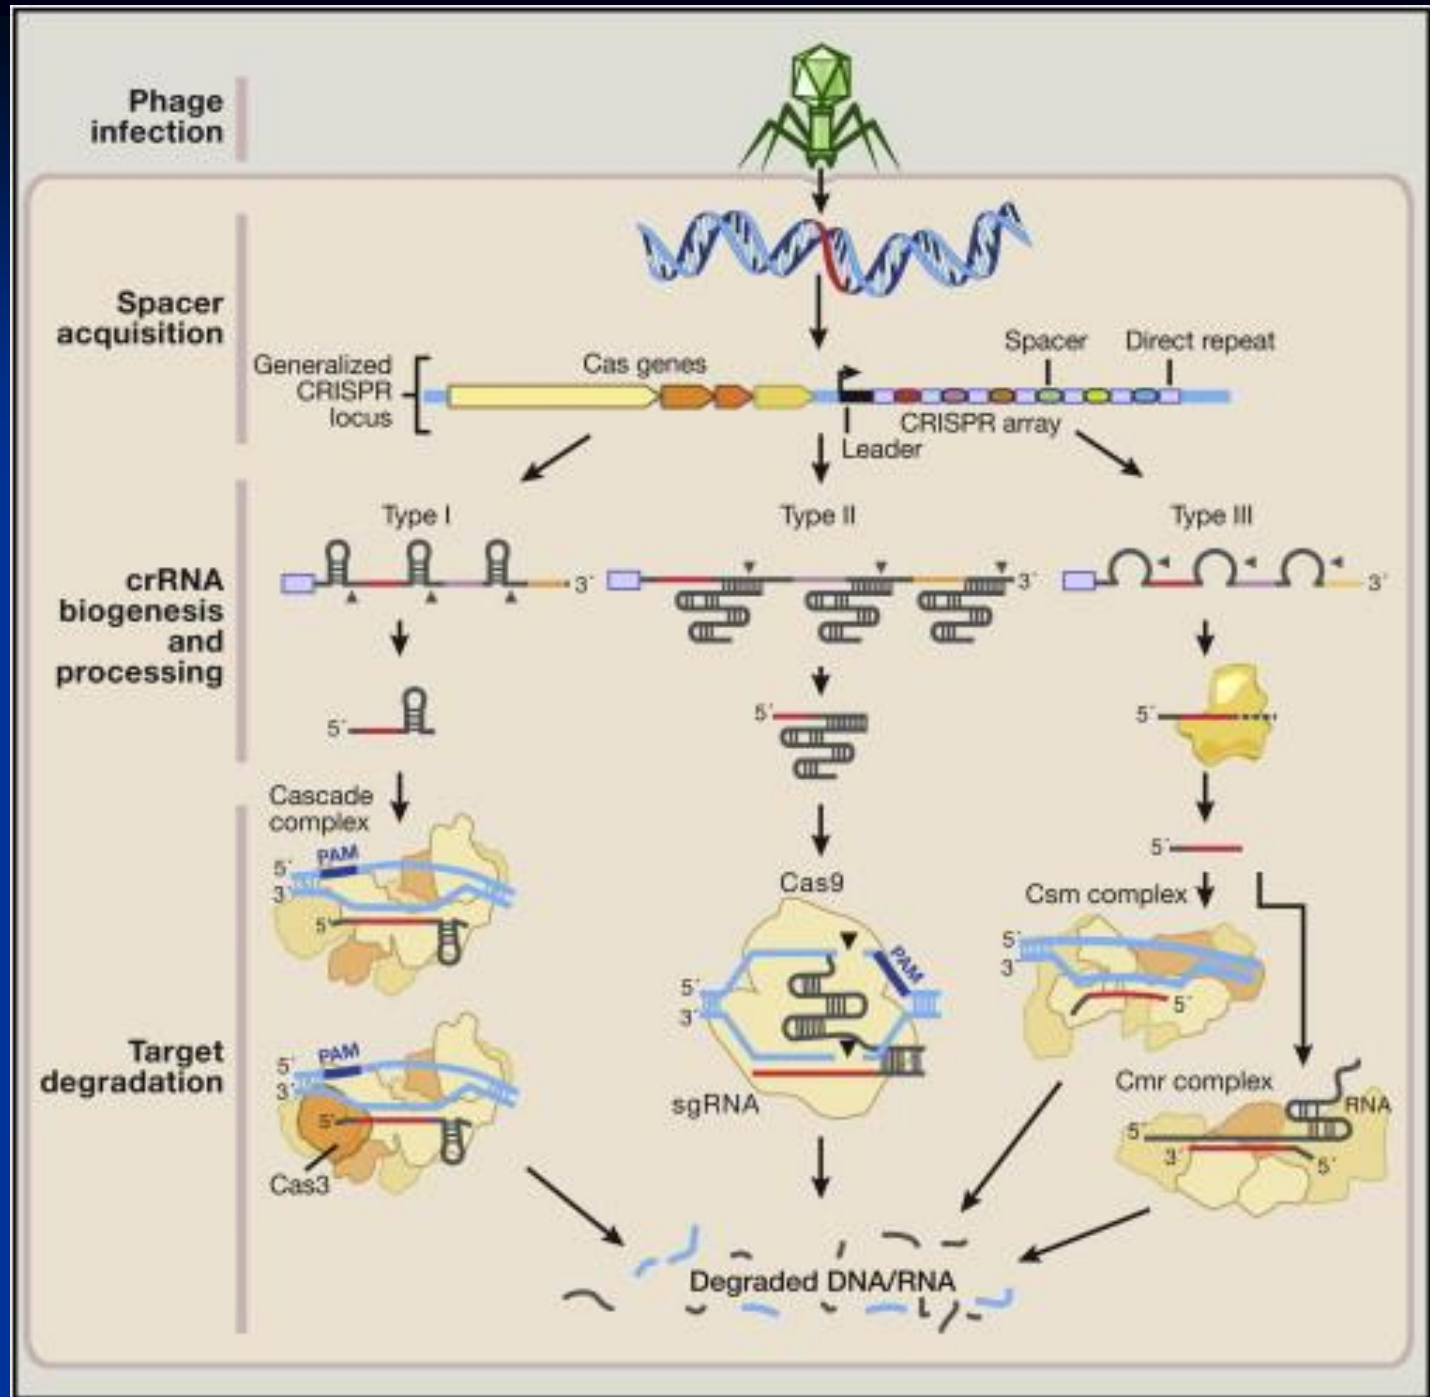 Phage
infection
Spacer
acquisition
Spacer
Direct repeat
Generalized
CRISPR
locus
Cas genes
CRISPR array
Leader
crRNA
biogenesis
and
processing
Type I
Type II
Type III
3´
3´
3´
5´
5´
5´
5´
Target
degradation
Cascade
complex
PAM
5´
3´
5´
Cas9
PAM
5´
3´
sgRNA
Csm complex
5´
3´
5´
PAM
5´
3´
5´
Cas3
Cmr complex
RNA
5´
3´
5´
Degraded DNA/RNA